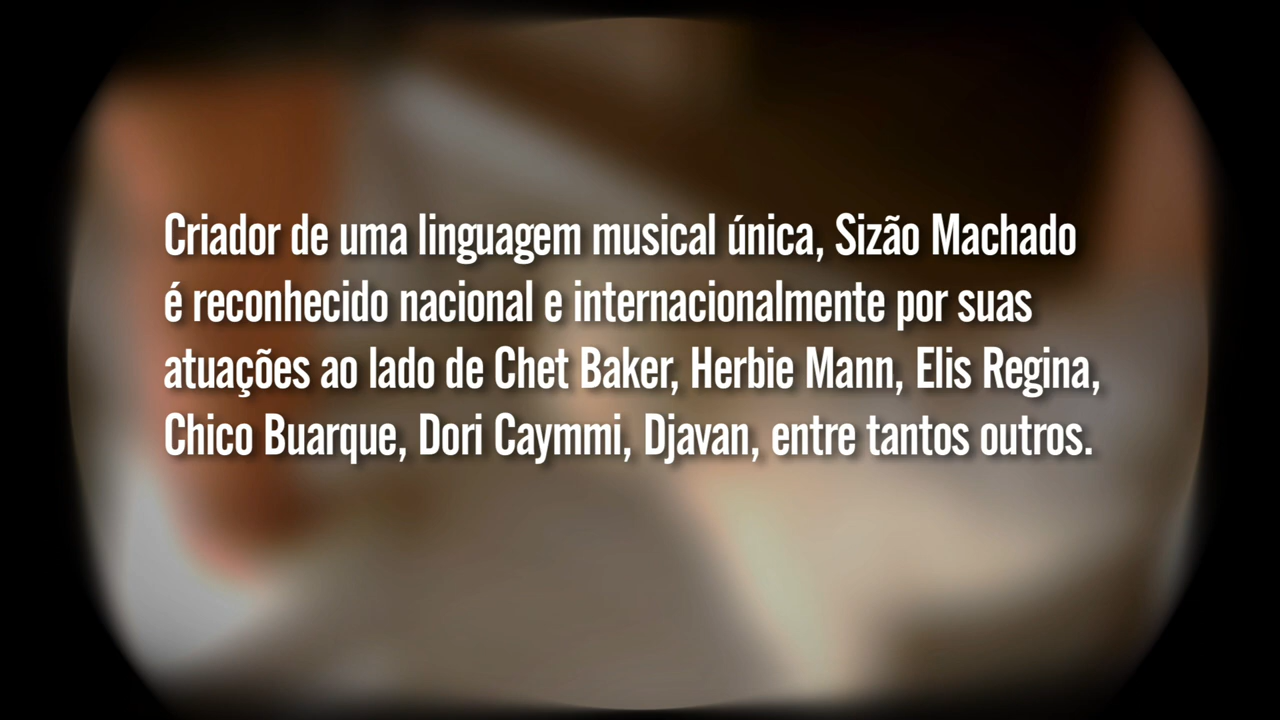 Criador de uma linguagem musical única, Sizão Machado
é reconhecido nacional e internacionalmente por suas
atuações ao lado de Chet Baker, Herbie Mann, Elis Regina,
Chico Buarque, Dori Caymmi, Djavan, entre tantos outros.